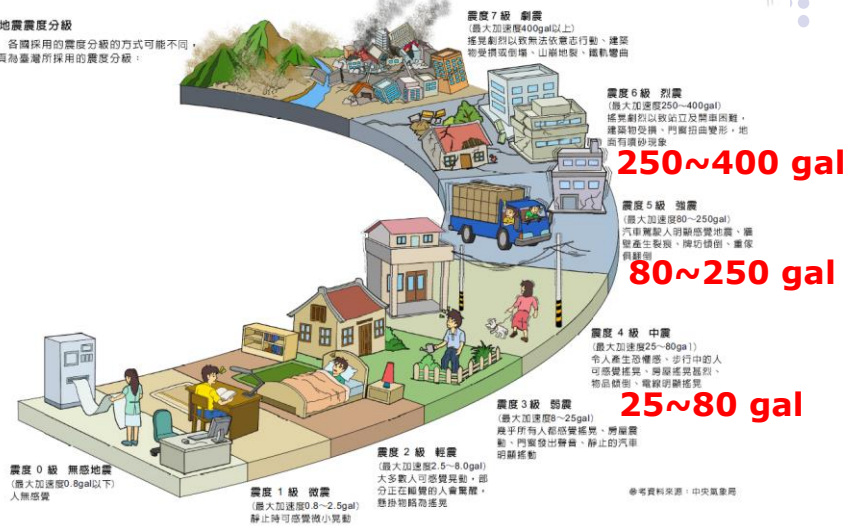 地震震度分級
各國採用的震度分級的方式可能不同，
頁為臺灣所採用的震度分級：
震度7級 劇震
(最大加速度400gal以上)
搖晃劇烈以致無法依意志行動、建築
物受損或倒塌、山崩地裂、鐵軌彎曲
震度6級 烈震
(最大加速度250～400gal)
搖晃劇烈以致站立及開車困難，
建築物受損、門窗扭曲變形，地
面有噴砂現象
250~400 gal
震度5級 強震
(最大加速度80～250gal)
汽車駕駛人明顯感覺地震、牆
壁產生裂痕、牌坊傾倒、重傢
俱翻倒
80~250 gal
震度 4 級 中震
(最大加速度25～80gal)
令人產生恐懼感、步行中的人
可感覺搖晃、房屋搖晃甚烈、
物品傾倒、電線明顯搖晃
25~80 gal
震度3級 弱震
(最大加速度8～25gal)
幾乎所有人都感覺搖晃、房屋震
動、門窗發出聲音、靜止的汽車
明顯搖動
震度 2 級 輕震
(最大加速度2.5～8.0gal)
大多數人可感覺晃動，部
分正在睡覺的人會驚醒，
懸掛物略為搖晃
震度 1 級 微震
(最大加速度0.8～2.5gal)
靜止時可感覺微小晃動
震度 0 級 無感地震
(最大加速度0.8gal以下)
人無感覺
參考資料來源：中央氣象局